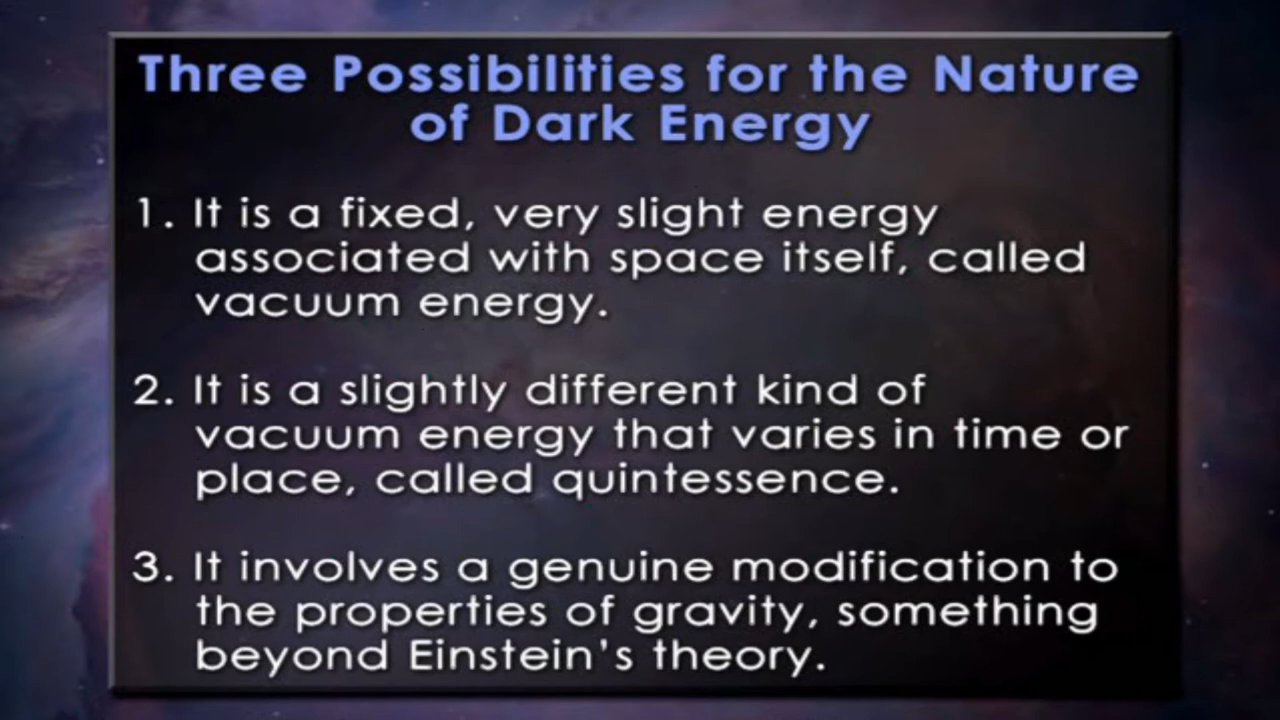 Three Possibilities for the Nature
of Dark Energy
1. It is a fixed, very slight energy
associated with space itself, called
vacuum energy.
2. It is a slightly different kind of
vacuum energy that varies in time or
place, called quintessence.
3. It involves a genuine modification to
the properties of gravity, something
beyond Einstein's theory.